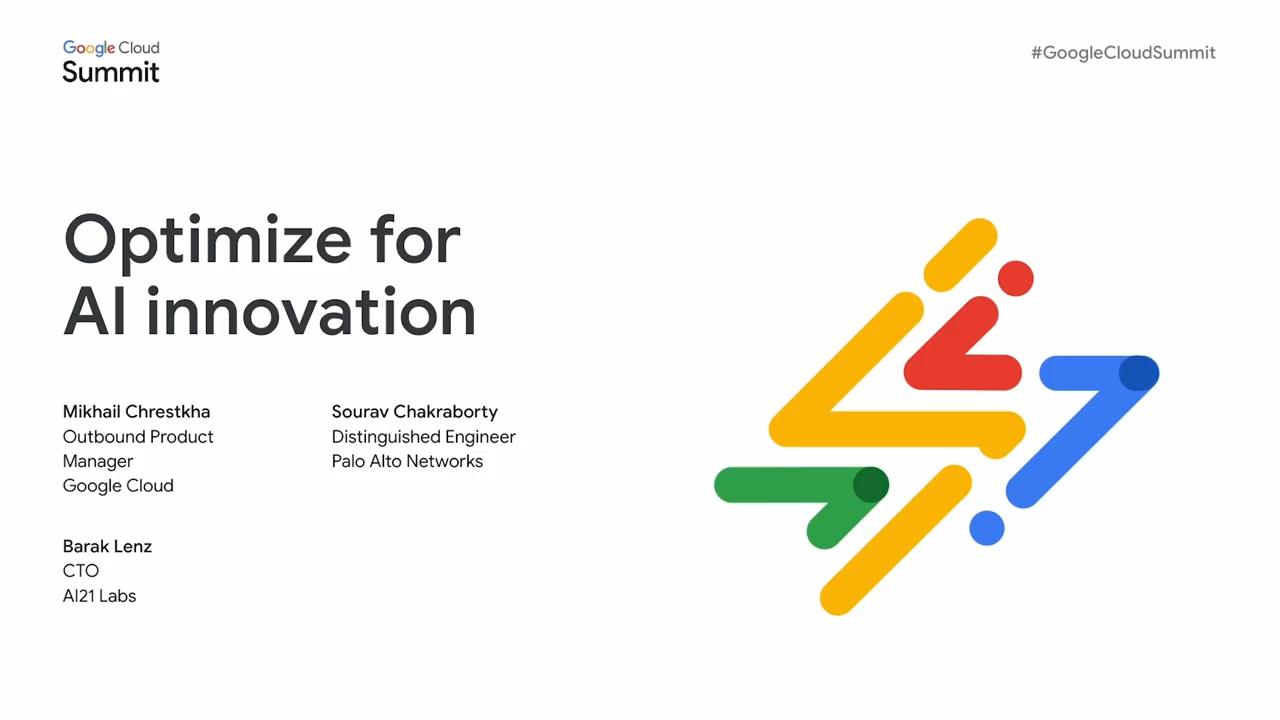 Google Cloud
Summit
#GoogleCloudSummit
Optimize for
AI innovation
Mikhail Chrestkha
Outbound Product
Manager
Google Cloud
Sourav Chakraborty
Distinguished Engineer
Palo Alto Networks
Barak Lenz
CTO
AI21 Labs